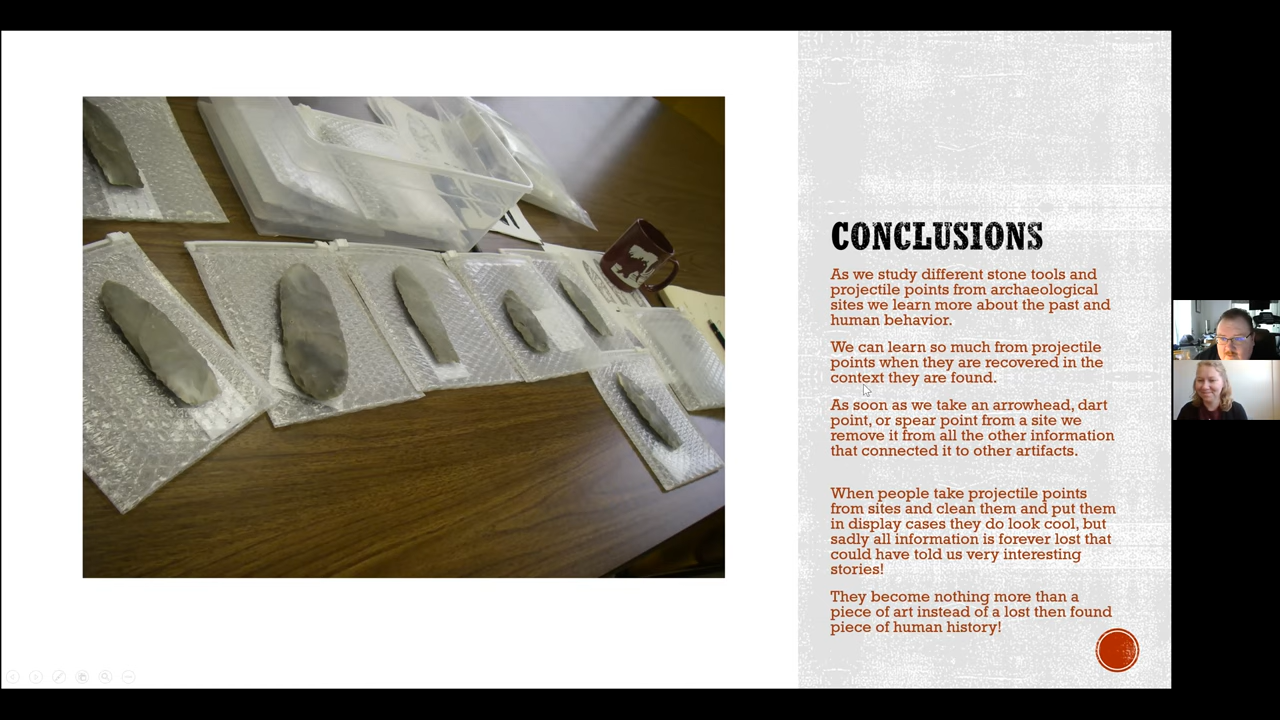 CONCLUSIONS
As we study different stone tools and
projectile points from archaeological
sites we learn more about the past and
human behavior.
We can learn so much from projectile
points when they are recovered in the
context they are found.
As soon as we take an arrowhead, dart
point, or spear point from a site we
remove it from all the other information
that connected it to other artifacts.
When people take projectile points
from sites and clean them and put them
in display cases they do look cool, but
sadly all information is forever lost that
could have told us very interesting
stories!
They become nothing more than a
piece of art instead of a lost then found
piece of human history!